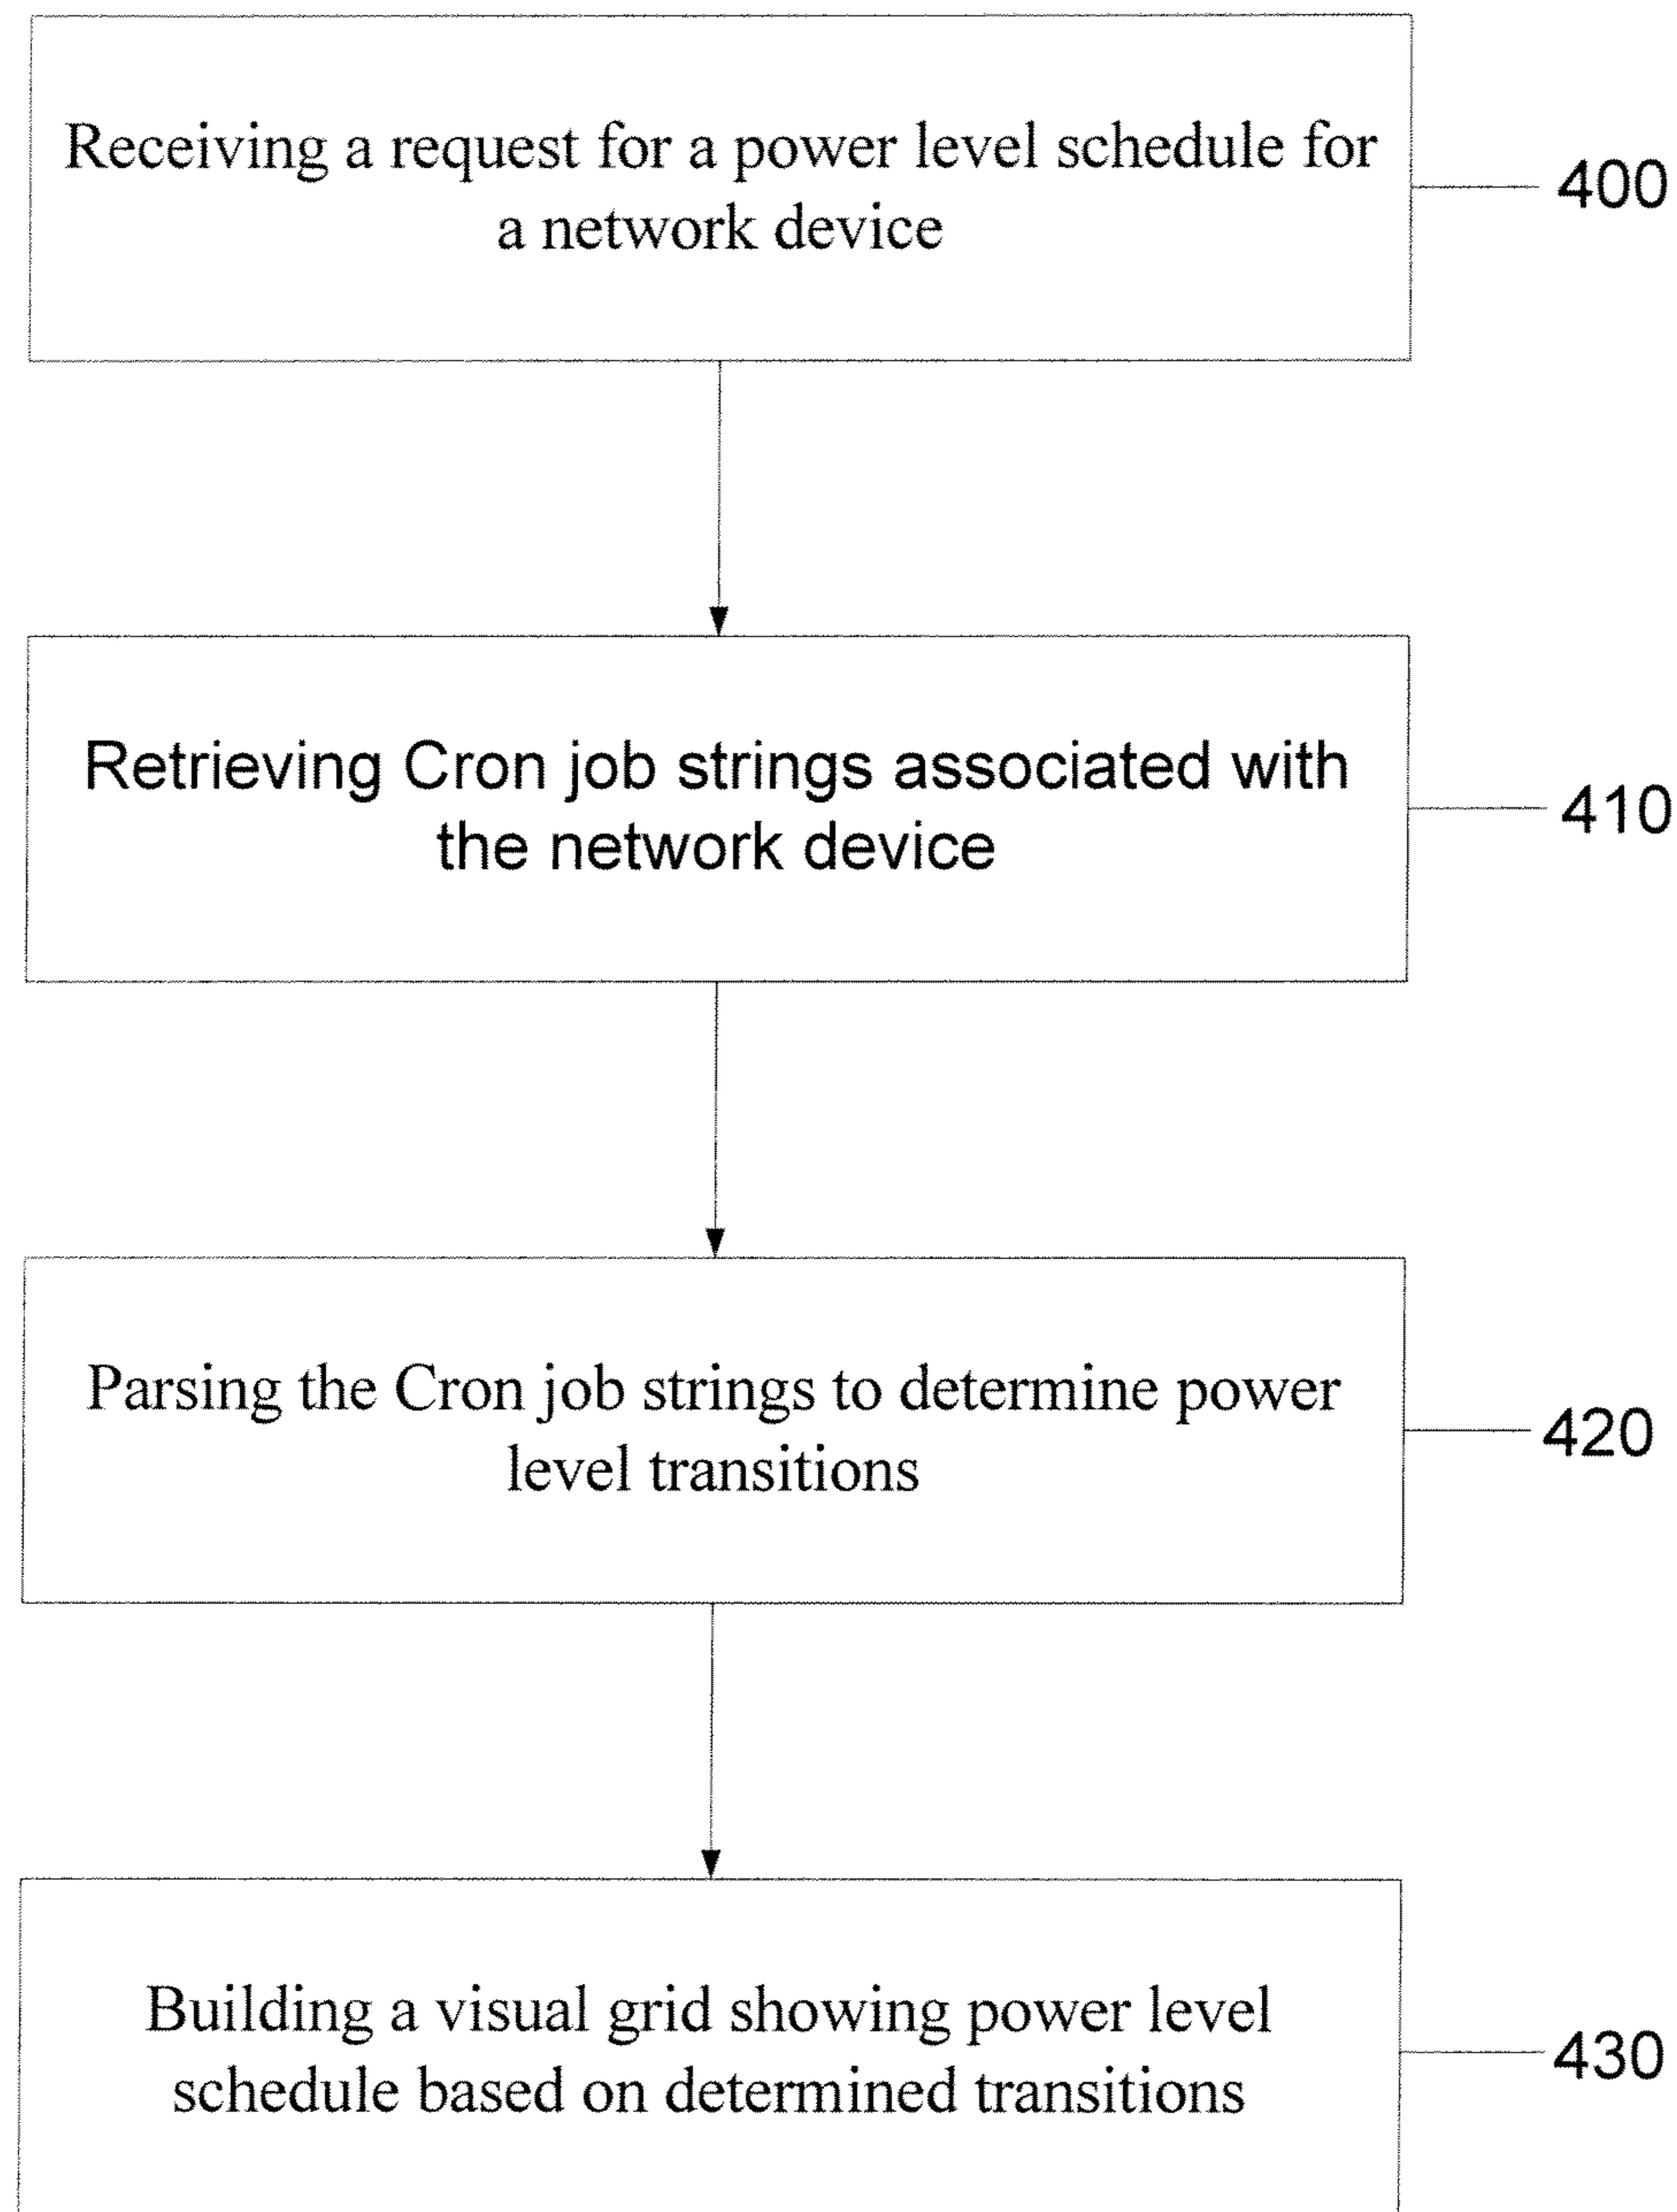 Receiving a request for a power level schedule for
a network device
400
Retrieving Cron job strings associated with
the network device
410
Parsing the Cron job strings to determine power
level transitions
420
Building a visual grid showing power level
schedule based on determined transitions
430